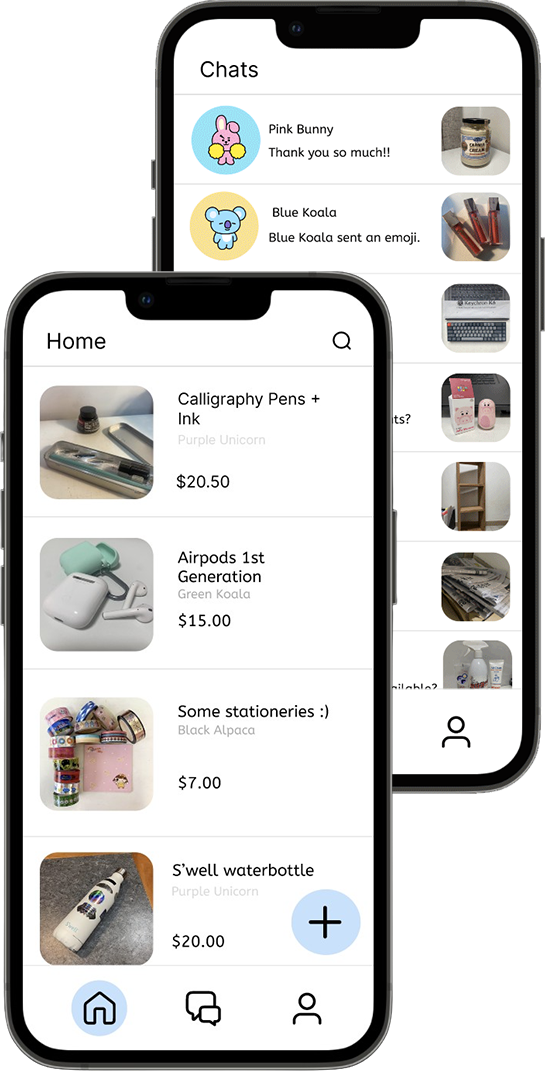 Chats
Pink Bunny
Thank you so much!!
Blue Koala
Blue Koala sent an emoji.
Keychron K6
Home
Calligraphy Pens +
Ink
Purple Unicorn
$20.50
Airpods 1st
Generation
Green Koala
$15.00
Some stationeries :)
Black Alpaca
$7.00
S’well waterbottle
Purple Unicorn
$20.00